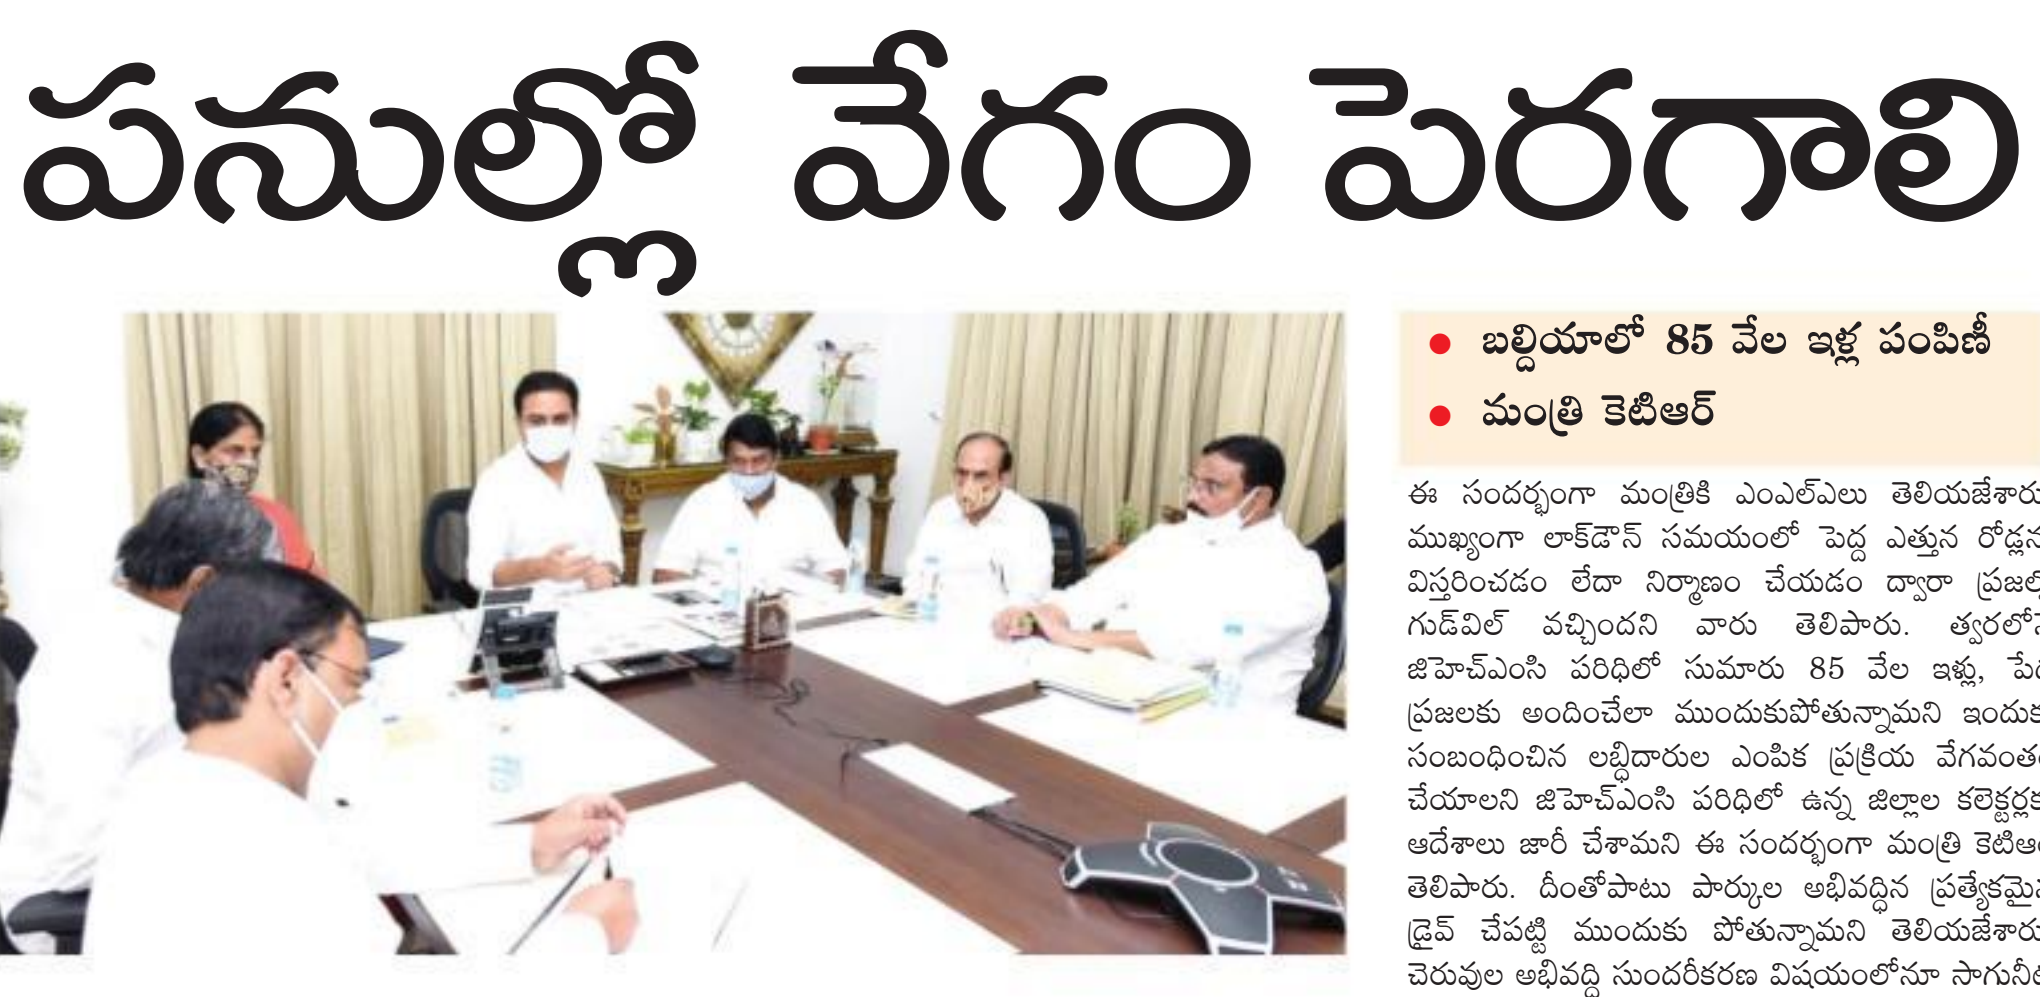 పనుల్లో వేగం పెరగాలి
• బల్దియాలో 85 వేల ఇళ్ల పంపిణీ
• మంత్రి కెటిఆర్
ఈ సందర్భంగా మంత్రికి ఎంఎల్ఎలు తెలియజేశారు
ముఖ్యంగా లాక్‌డౌన్ సమయంలో పెద్ద ఎత్తున
విస్తరించడం లేదా నిర్మాణం చేయడం ద్వారా
గుడ్‌విల్ వచ్చిందని వారు తెలిపారు.
జిహెచ్ఎంసి పరిధిలో సుమారు 85 వేల ఇళ్లు,
ప్రజలకు అందించేలా ముందుకుపోతున్నామని
సంబంధించిన లబ్ధిదారుల ఎంపిక ప్రక్రియ
చేయాలని జిహెచ్ఎంసి పరిధిలో ఉన్న జిల్లాల
ఆదేశాలు జారీ చేశామని ఈ సందర్భంగా మంత్రి
తెలిపారు. దీంతోపాటు పార్కుల అభివద్ధిన
డ్రైవ్ చేపట్టి ముందుకు పోతున్నామని తెలియజేశారు
చెరువుల అభివద్ధి సుందరీకరణ విషయంలోనూ